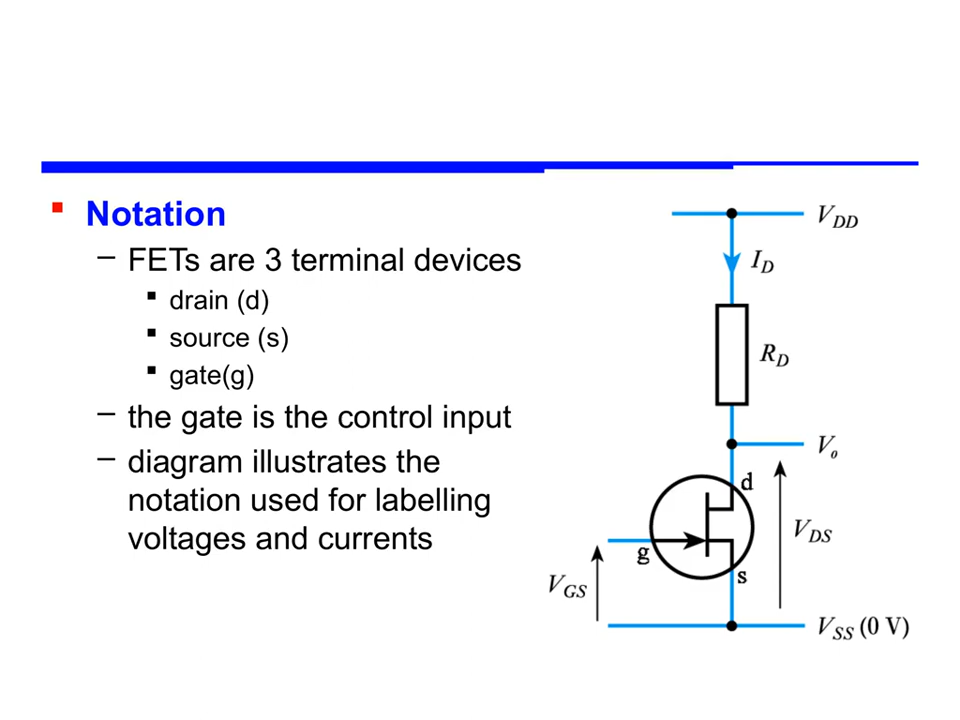 Notation
– FETs are 3 terminal devices
▪ drain (d)
▪ source (s)
▪ gate(g)
– the gate is the control input
– diagram illustrates the
notation used for labelling
voltages and currents
V_DD
I_D
R_D
V_o
d
V_DS
g
s
V_GS
V_SS (0 V)